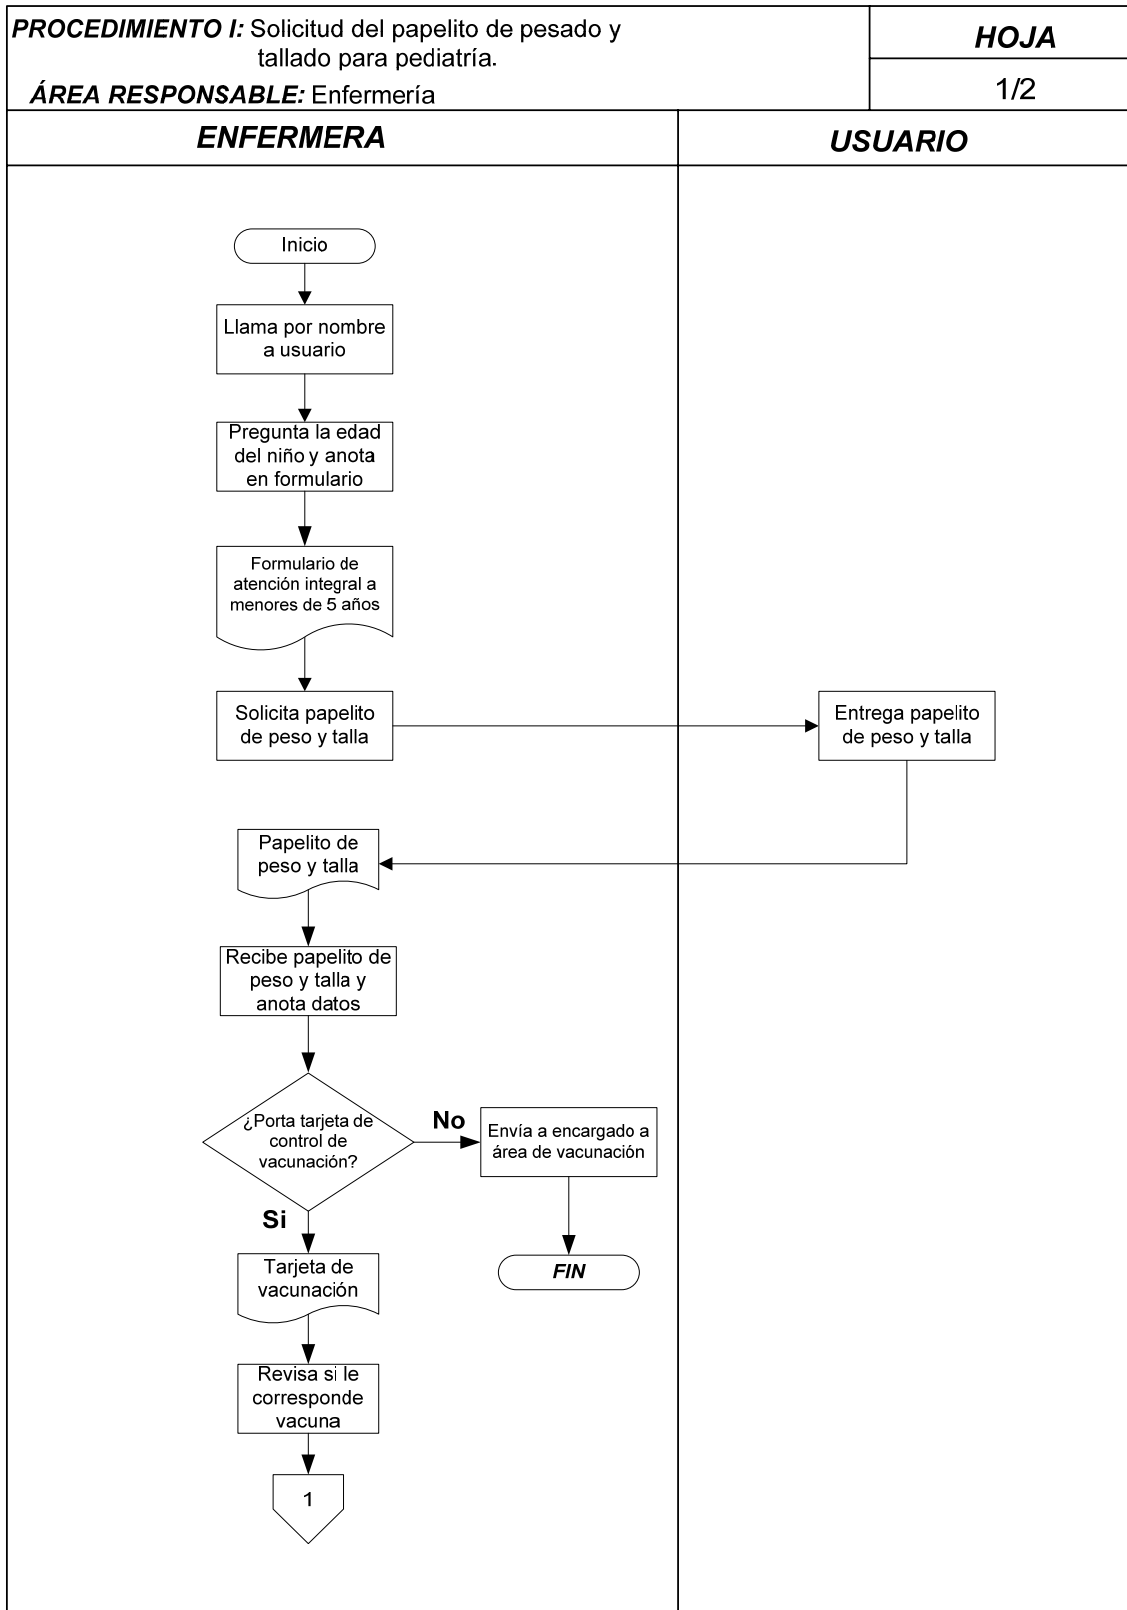 PROCEDIMIENTO I: Solicitud del papelito de pesado y
tallado para pediatría.
ÁREA RESPONSABLE: Enfermería
HOJA
1/2
ENFERMERA
USUARIO
Inicio
Llama por nombre
a usuario
Pregunta la edad
del niño y anota
en formulario
Formulario de
atención integral a
menores de 5 años
Solicita papelito
de peso y talla
Entrega papelito
de peso y talla
Papelito de
peso y talla
Recibe papelito de
peso y talla y
anota datos
¿Porta tarjeta de
control de
vacunación?
No
Envía a encargado a
área de vacunación
FIN
Si
Tarjeta de
vacunación
Revisa si le
corresponde
vacuna
1